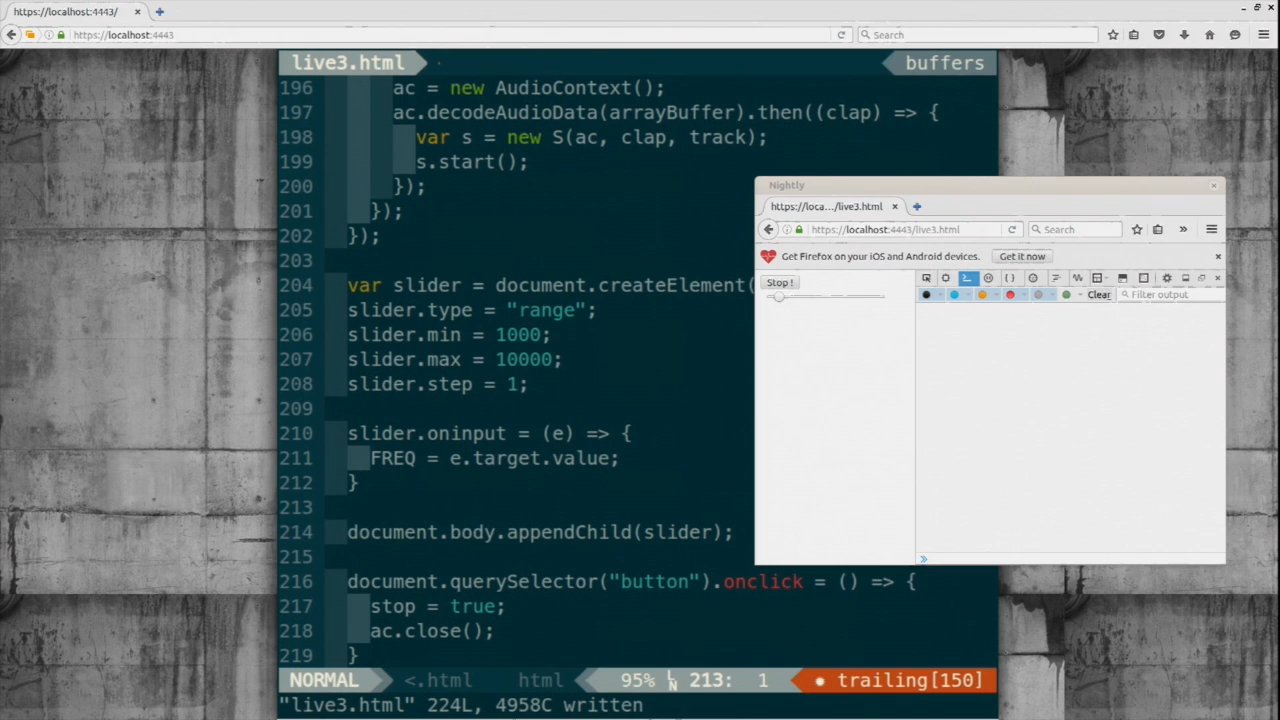 https://localhost:4443/
https://localhost:4443
Search
live3.html
buffers
196 ac = new AudioContext();
197 ac.decodeAudioData(arrayBuffer).then((clap) => {
198 var s = new S(ac, clap, track);
199 s.start();
200 });
201 });
202 });
203
204 var slider = document.createElement(
205 slider.type = "range";
206 slider.min = 1000;
207 slider.max = 10000;
208 slider.step = 1;
209
210 slider.oninput = (e) => {
211 FREQ = e.target.value;
212 }
213
214 document.body.appendChild(slider);
215
216 document.querySelector("button").onclick = () => {
217 stop = true;
218 ac.close();
219 }
NORMAL <.html html 95% LN 213: 1 trailing[150]
"live3.html" 224L, 4958C written
Nightly
https://loca.../live3.html
https://localhost:4443/live3.html
Search
Get Firefox on your iOS and Android devices.
Get it now
Stop !
Clear
Filter output